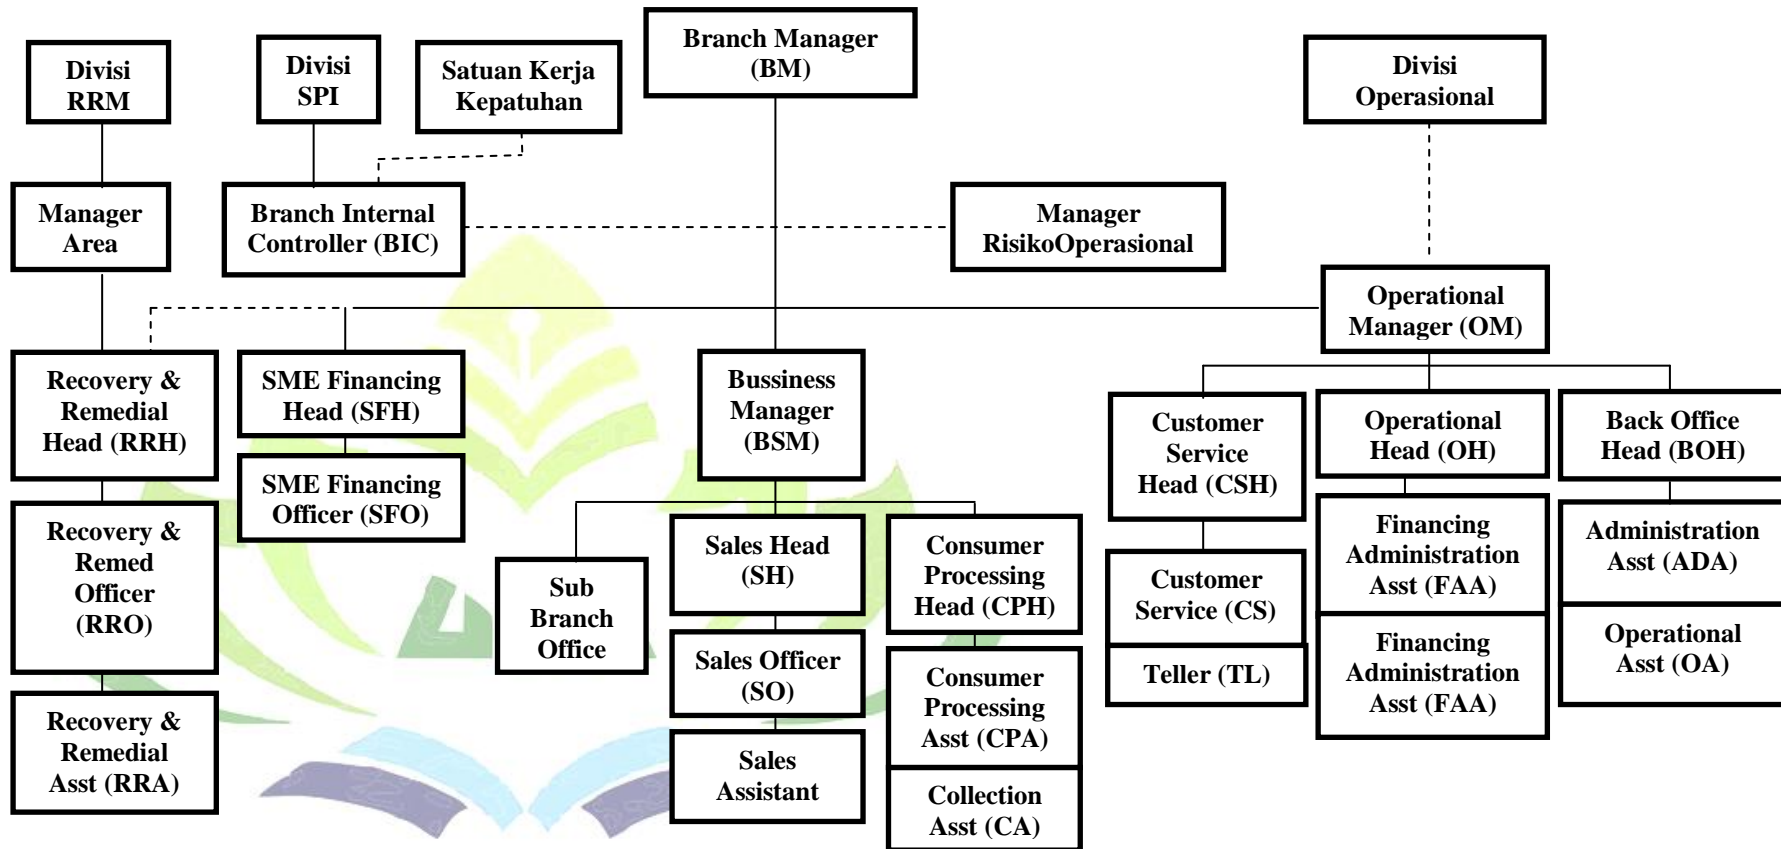 Branch Manager
(BM)
Divisi
RRM
Divisi
SPI
Satuan Kerja
Kepatuhan
Divisi
Operasional
Manager
Area
Branch Internal
Controller (BIC)
Manager
RisikoOperasional
Operational
Manager (OM)
Recovery &
Remedial
Head (RRH)
SME Financing
Head (SFH)
SME Financing
Officer (SFO)
Bussiness
Manager
(BSM)
Customer
Service
Head (CSH)
Operational
Head (OH)
Back Office
Head (BOH)
Recovery &
Remed
Officer
(RRO)
Sub
Branch
Office
Sales Head
(SH)
Consumer
Processing
Head (CPH)
Customer
Service (CS)
Teller (TL)
Financing
Administration
Asst (FAA)
Financing
Administration
Asst (FAA)
Administration
Asst (ADA)
Operational
Asst (OA)
Recovery &
Remedial
Asst (RRA)
Sales Officer
(SO)
Sales
Assistant
Consumer
Processing
Asst (CPA)
Collection
Asst (CA)